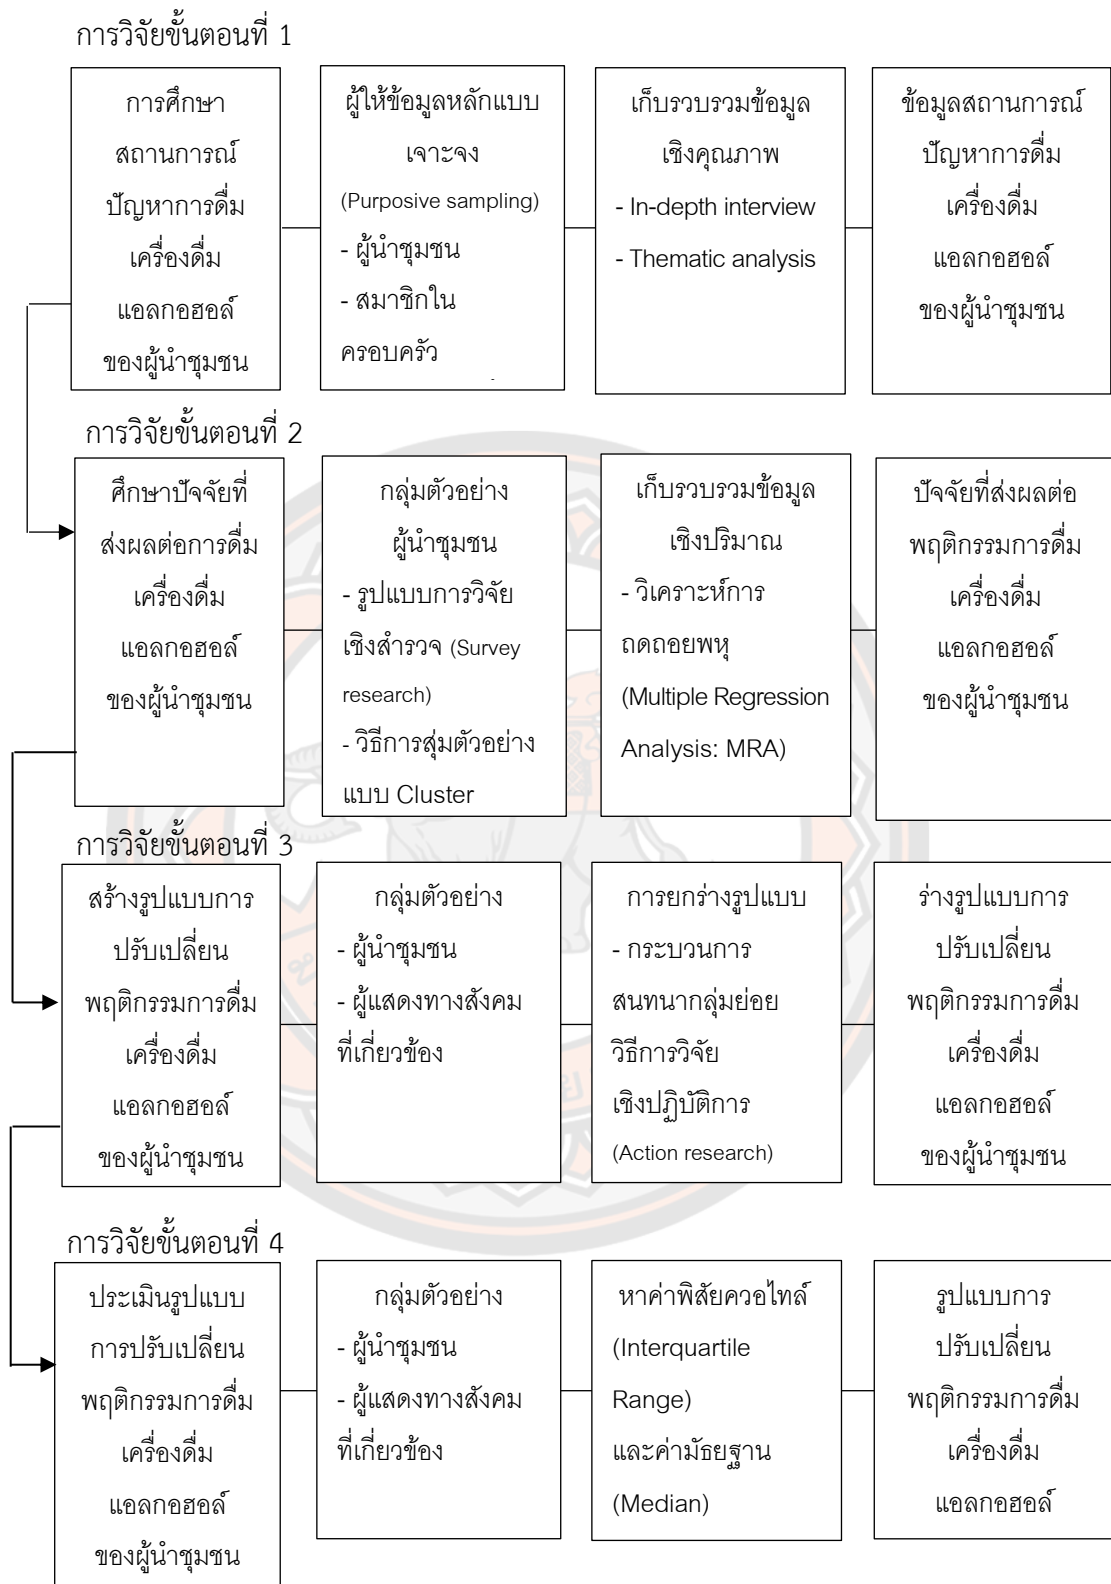 การวิจัยขั้นตอนที่ 1
การศึกษา
สถานการณ์
ปัญหาการดื่ม
เครื่องดื่ม
แอลกอฮอล์
ของผู้นำชุมชน
ผู้ให้ข้อมูลหลักแบบ
เจาะจง
(Purposive sampling)
- ผู้นำชุมชน
- สมาชิกใน
ครอบครัว
เก็บรวบรวมข้อมูล
เชิงคุณภาพ
- In-depth interview
- Thematic analysis
ข้อมูลสถานการณ์
ปัญหาการดื่ม
เครื่องดื่ม
แอลกอฮอล์
ของผู้นำชุมชน
การวิจัยขั้นตอนที่ 2
ศึกษาปัจจัยที่
ส่งผลต่อการดื่ม
เครื่องดื่ม
แอลกอฮอล์
ของผู้นำชุมชน
กลุ่มตัวอย่าง
ผู้นำชุมชน
- รูปแบบการวิจัย
เชิงสำรวจ (Survey
research)
- วิธีการสุ่มตัวอย่าง
แบบ Cluster
เก็บรวบรวมข้อมูล
เชิงปริมาณ
- วิเคราะห์การ
ถดถอยพหุ
(Multiple Regression
Analysis: MRA)
ปัจจัยที่ส่งผลต่อ
พฤติกรรมการดื่ม
เครื่องดื่ม
แอลกอฮอล์
ของผู้นำชุมชน
การวิจัยขั้นตอนที่ 3
สร้างรูปแบบการ
ปรับเปลี่ยน
พฤติกรรมการดื่ม
เครื่องดื่ม
แอลกอฮอล์
ของผู้นำชุมชน
กลุ่มตัวอย่าง
- ผู้นำชุมชน
- ผู้แสดงทางสังคม
ที่เกี่ยวข้อง
การยกร่างรูปแบบ
- กระบวนการ
สนทนากลุ่มย่อย
วิธีการวิจัย
เชิงปฏิบัติการ
(Action research)
ร่างรูปแบบการ
ปรับเปลี่ยน
พฤติกรรมการดื่ม
เครื่องดื่ม
แอลกอฮอล์
ของผู้นำชุมชน
การวิจัยขั้นตอนที่ 4
ประเมินรูปแบบ
การปรับเปลี่ยน
พฤติกรรมการดื่ม
เครื่องดื่ม
แอลกอฮอล์
ของผู้นำชุมชน
กลุ่มตัวอย่าง
- ผู้นำชุมชน
- ผู้แสดงทางสังคม
ที่เกี่ยวข้อง
หาค่าพิสัยควอไทล์
(Interquartile
Range)
และค่ามัธยฐาน
(Median)
รูปแบบการ
ปรับเปลี่ยน
พฤติกรรมการดื่ม
เครื่องดื่ม
แอลกอฮอล์